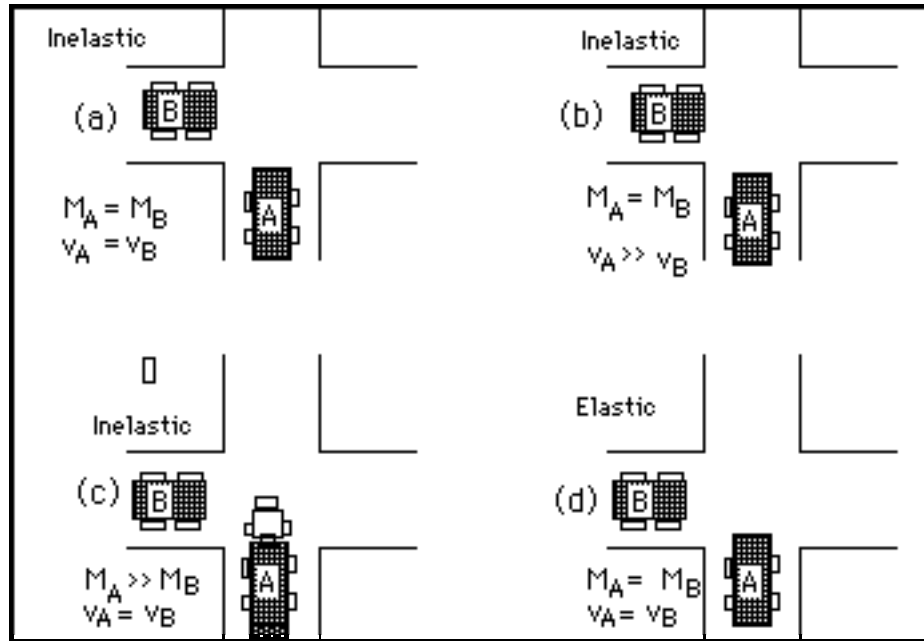 Inelastic
(a)
B
A
M_A = M_B
v_A = v_B
Inelastic
(b)
B
A
M_A = M_B
v_A >> v_B
Inelastic
(c)
B
A
M_A >> M_B
v_A = v_B
Elastic
(d)
B
A
M_A = M_B
v_A = v_B